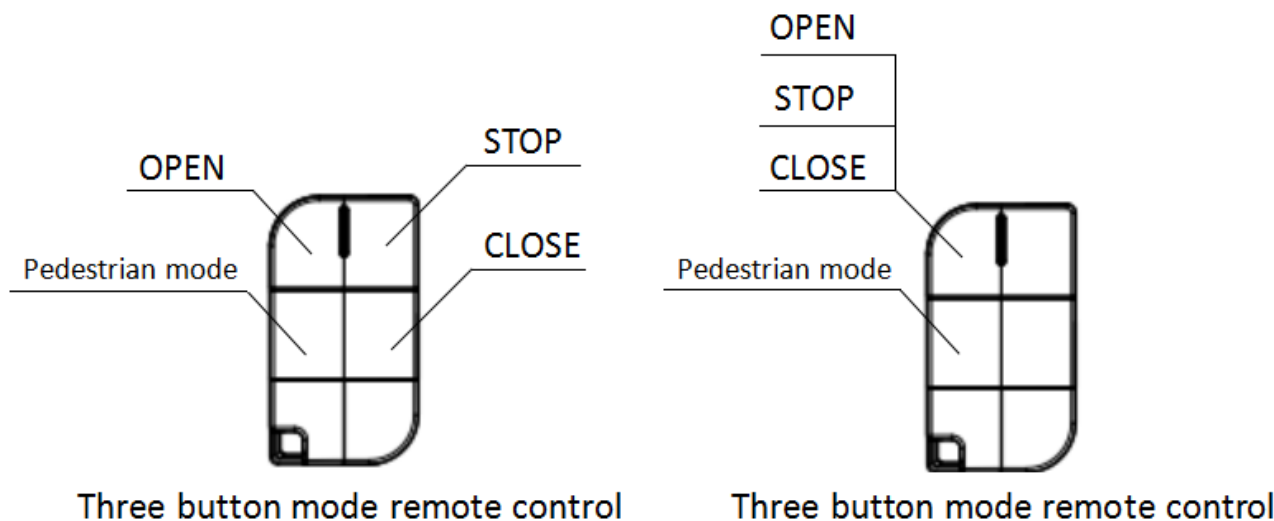 OPEN
STOP
CLOSE
Pedestrian mode
Three button mode remote control
OPEN
STOP
CLOSE
Pedestrian mode
Three button mode remote control